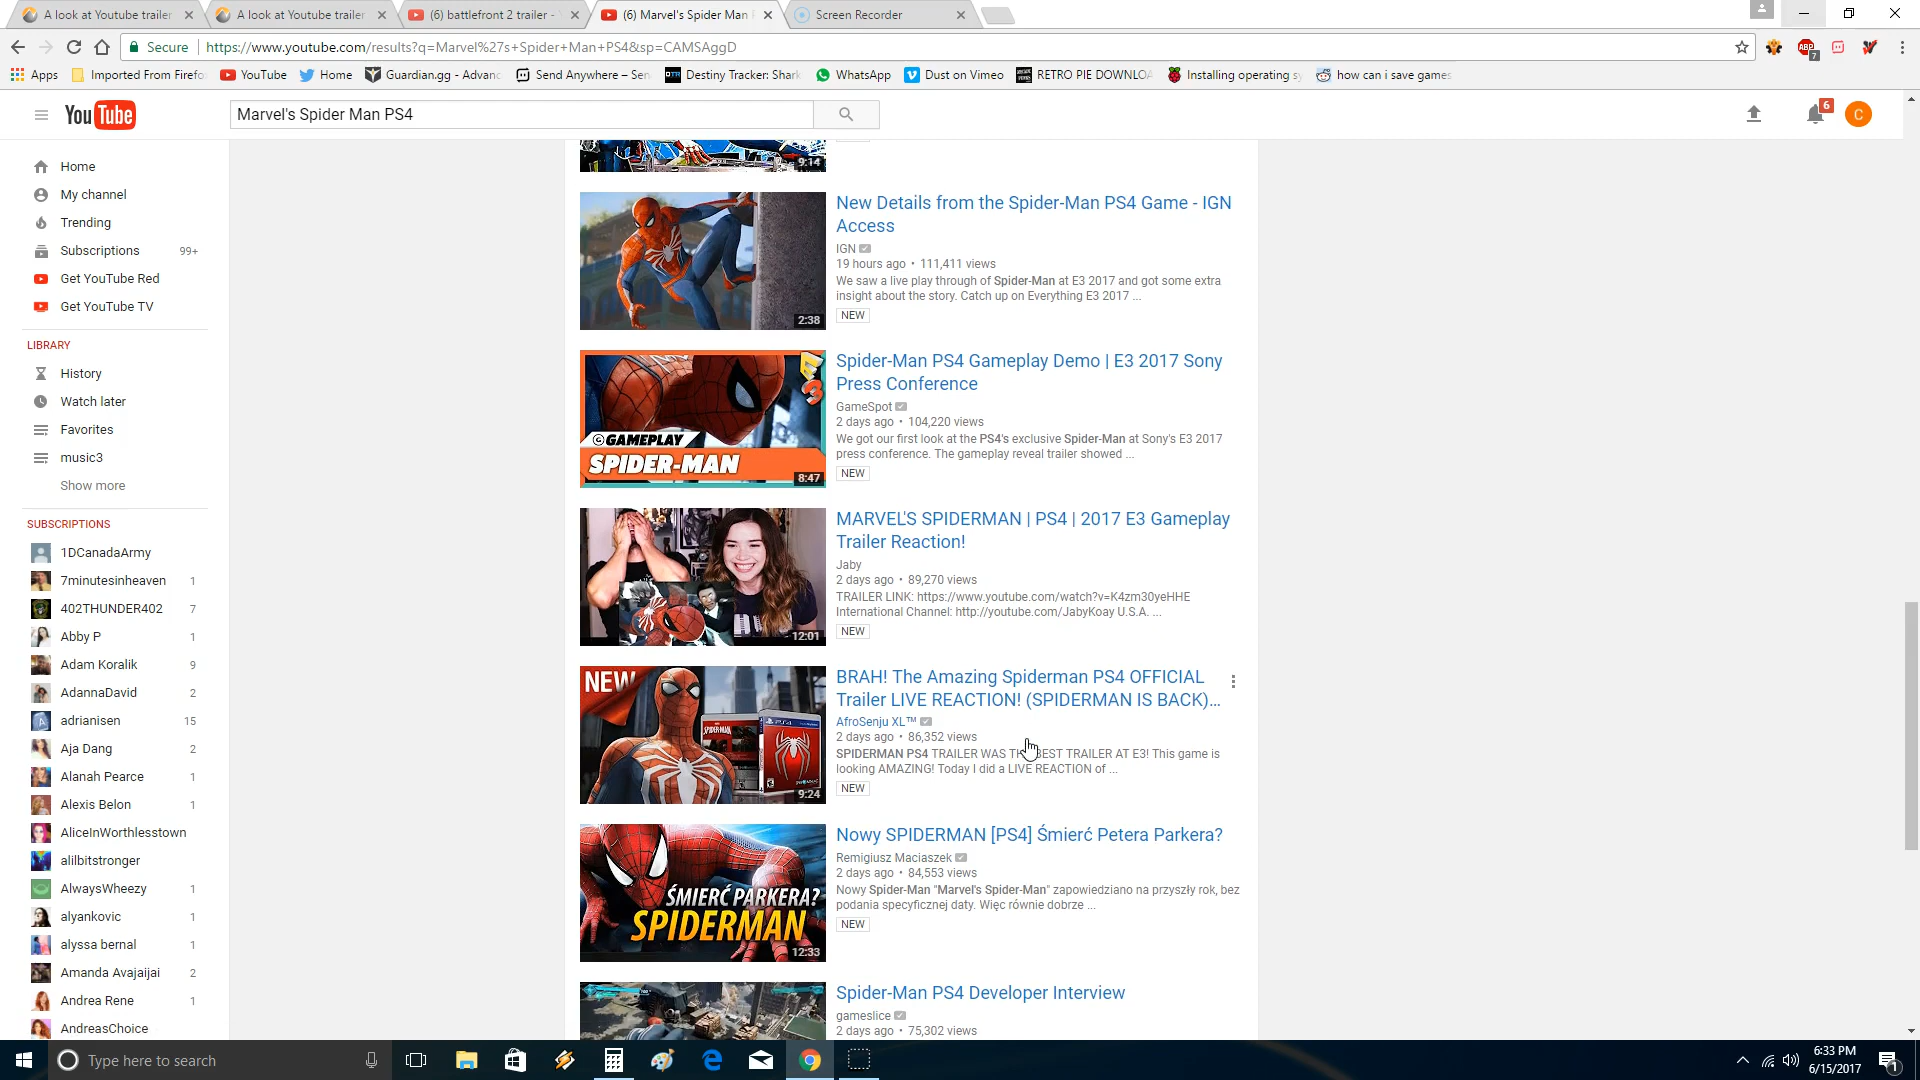 A look at Youtube trailer
A look at Youtube trailer
(6) battlefront 2 trailer -
(6) Marvel's Spider Man
Screen Recorder
Secure
https://www.youtube.com/results?q=Marvel%27s+Spider+Man+PS4&sp=CAMSAggD
ABP
7
Apps
Imported From Firefo
YouTube
Home
Guardian.gg - Advanc
Send Anywhere – Sen
DTR
Destiny Tracker: Shark
WhatsApp
Dust on Vimeo
RETRO PIE DOWNLOA
Installing operating sy
how can i save games
YouTube
Marvel's Spider Man PS4
6
C
Home
My channel
Trending
Subscriptions 99+
Get YouTube Red
Get YouTube TV
LIBRARY
History
Watch later
Favorites
music3
Show more
SUBSCRIPTIONS
1DCanadaArmy
7minutesinheaven 1
402THUNDER402 7
Abby P 1
Adam Koralik 9
AdannaDavid 2
adrianisen 15
Aja Dang 2
Alanah Pearce 1
Alexis Belon 1
AliceInWorthlesstown
alilbitstronger
AlwaysWheezy 1
alyankovic 1
alyssa bernal 1
Amanda Avajaijai 2
Andrea Rene 1
AndreasChoice
9:14
2:38
New Details from the Spider-Man PS4 Game - IGN
Access
IGN
19 hours ago • 111,411 views
We saw a live play through of Spider-Man at E3 2017 and got some extra
insight about the story. Catch up on Everything E3 2017 ...
NEW
E3
GAMEPLAY
SPIDER-MAN
8:47
Spider-Man PS4 Gameplay Demo | E3 2017 Sony
Press Conference
GameSpot
2 days ago • 104,220 views
We got our first look at the PS4's exclusive Spider-Man at Sony's E3 2017
press conference. The gameplay reveal trailer showed ...
NEW
12:01
MARVEL'S SPIDERMAN | PS4 | 2017 E3 Gameplay
Trailer Reaction!
Jaby
2 days ago • 89,270 views
TRAILER LINK: https://www.youtube.com/watch?v=K4zm30yeHHE
International Channel: http://youtube.com/JabyKoay U.S.A. ...
NEW
NEW
9:24
BRAH! The Amazing Spiderman PS4 OFFICIAL
Trailer LIVE REACTION! (SPIDERMAN IS BACK)...
AfroSenju XL™
2 days ago • 86,352 views
SPIDERMAN PS4 TRAILER WAS BEST TRAILER AT E3! This game is
looking AMAZING! Today I did a LIVE REACTION of ...
NEW
ŚMIERĆ PARKERA?
SPIDERMAN
12:33
Nowy SPIDERMAN [PS4] Śmierć Petera Parkera?
Remigiusz Maciaszek
2 days ago • 84,553 views
Nowy Spider-Man "Marvel's Spider-Man" zapowiedziano na przyszły rok, bez
podania specyficznej daty. Więc równie dobrze ...
NEW
Spider-Man PS4 Developer Interview
gameslice
2 days ago • 75,302 views
Type here to search
6:33 PM
6/15/2017
1